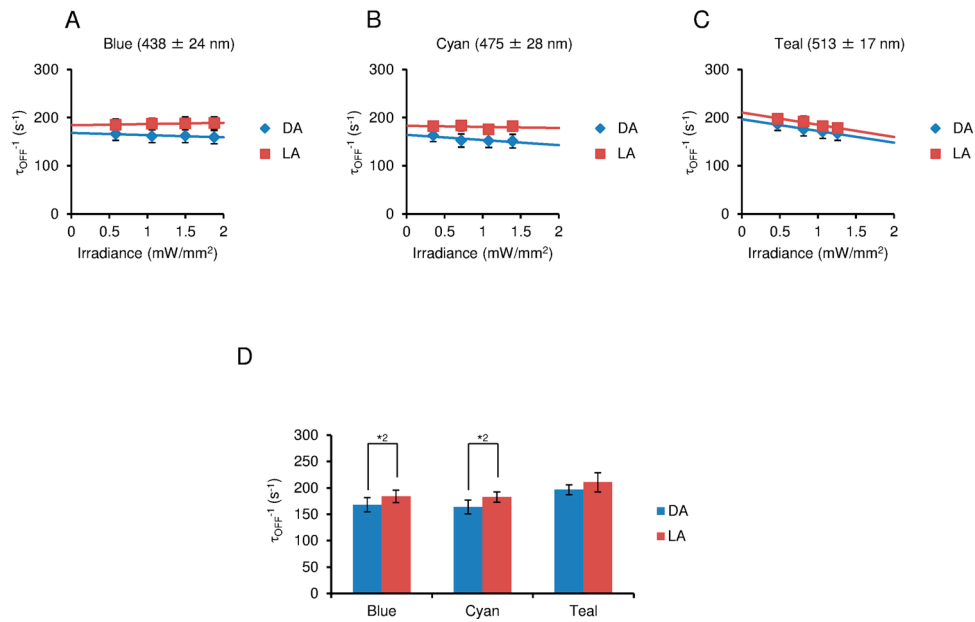 A
Blue (438 ± 24 nm)
τOFF⁻¹ (s⁻¹)
300
200
100
0
0 0.5 1 1.5 2
Irradiance (mW/mm²)
DA
LA
B
Cyan (475 ± 28 nm)
τOFF⁻¹ (s⁻¹)
300
200
100
0
0 0.5 1 1.5 2
Irradiance (mW/mm²)
DA
LA
C
Teal (513 ± 17 nm)
τOFF⁻¹ (s⁻¹)
300
200
100
0
0 0.5 1 1.5 2
Irradiance (mW/mm²)
DA
LA
D
τOFF⁻¹ (s⁻¹)
300
250
200
150
100
50
0
*2
*2
Blue Cyan Teal
DA
LA